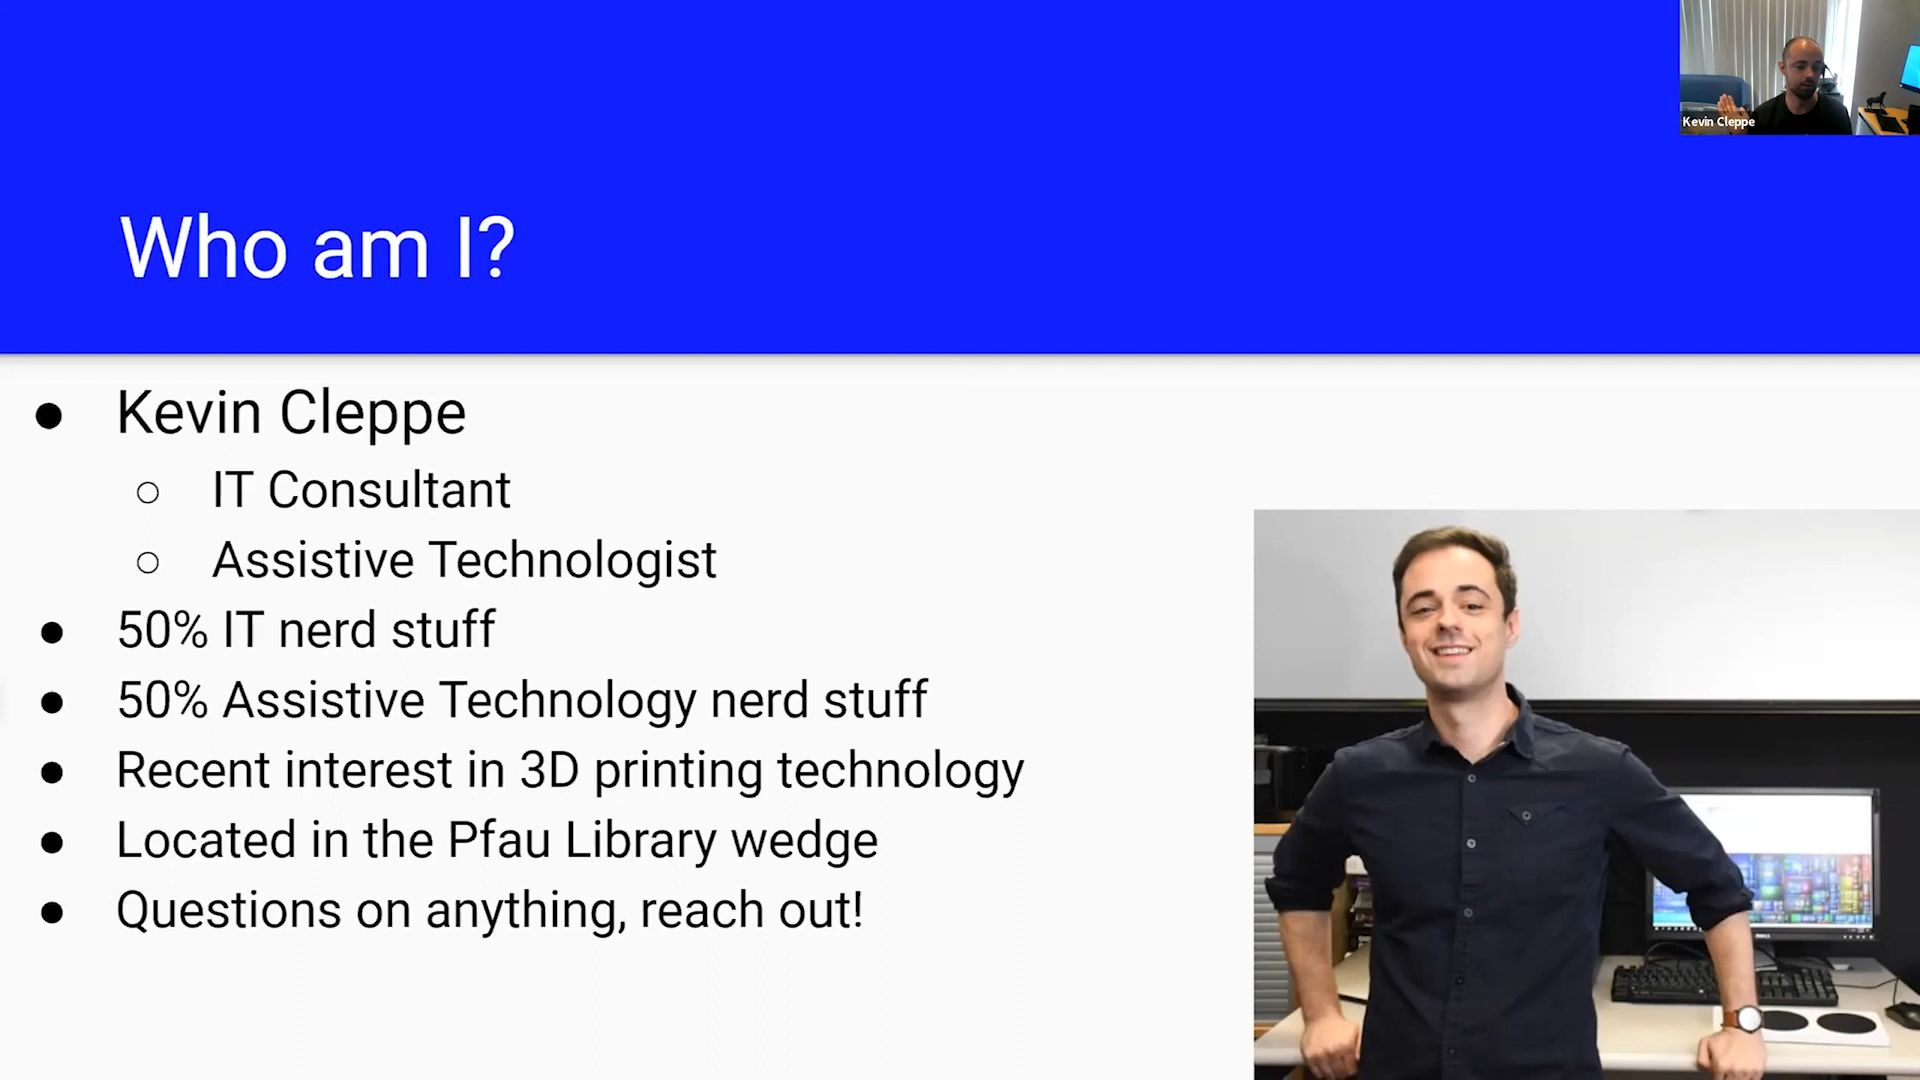 Kevin Cleppe
Who am I?
● Kevin Cleppe
○ IT Consultant
○ Assistive Technologist
● 50% IT nerd stuff
● 50% Assistive Technology nerd stuff
● Recent interest in 3D printing technology
● Located in the Pfau Library wedge
● Questions on anything, reach out!